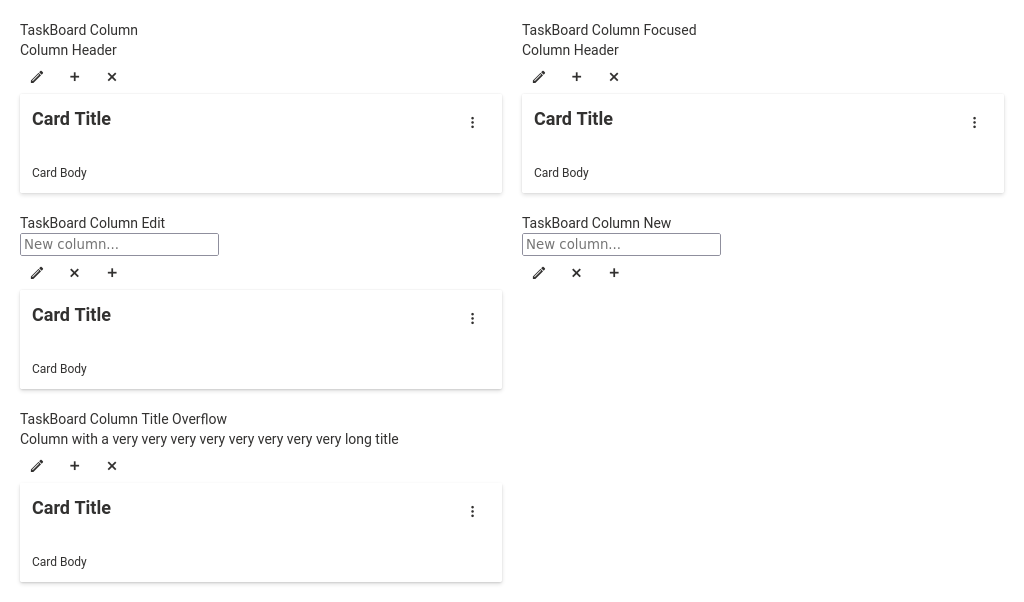 TaskBoard Column
Column Header
Card Title
Card Body
TaskBoard Column Focused
Column Header
Card Title
Card Body
TaskBoard Column Edit
New column...
Card Title
Card Body
TaskBoard Column New
New column...
TaskBoard Column Title Overflow
Column with a very very very very very very very very long title
Card Title
Card Body